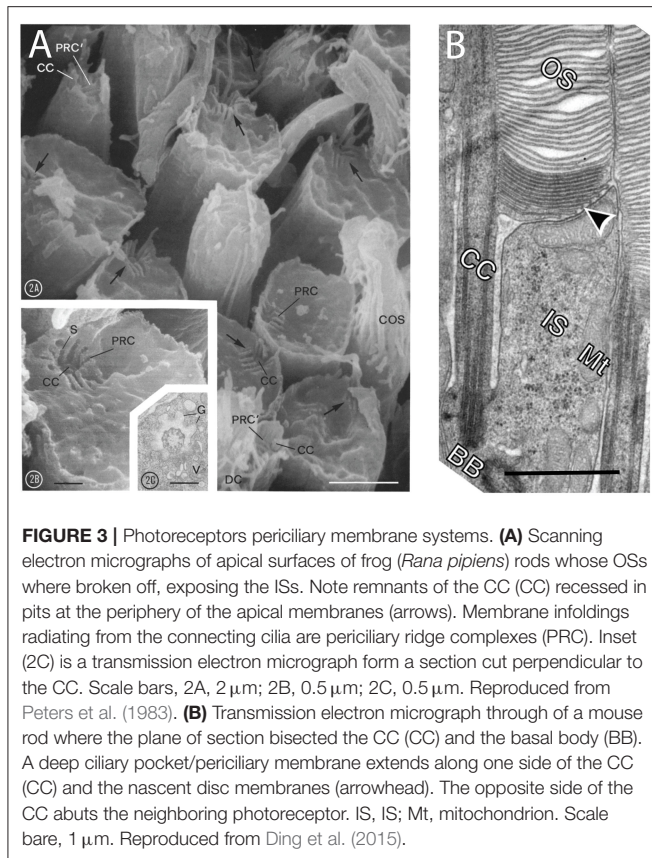 A
PRC'
CC
2A
PRC
COS
S
PRC
CC
CC
G
PRC'
CC
V
DC
2B
2C
B
OS
CC
IS
Mt
BB
FIGURE 3 | Photoreceptors periciliary membrane systems. (A) Scanning
electron micrographs of apical surfaces of frog (Rana pipiens) rods whose OSs
where broken off, exposing the ISs. Note remnants of the CC (CC) recessed in
pits at the periphery of the apical membranes (arrows). Membrane infoldings
radiating from the connecting cilia are periciliary ridge complexes (PRC). Inset
(2C) is a transmission electron micrograph form a section cut perpendicular to
the CC. Scale bars, 2A, 2 μm; 2B, 0.5 μm; 2C, 0.5 μm. Reproduced from
Peters et al. (1983). (B) Transmission electron micrograph through of a mouse
rod where the plane of section bisected the CC (CC) and the basal body (BB).
A deep ciliary pocket/periciliary membrane extends along one side of the CC
(CC) and the nascent disc membranes (arrowhead). The opposite side of the
CC abuts the neighboring photoreceptor. IS, IS; Mt, mitochondrion. Scale
bare, 1 μm. Reproduced from Ding et al. (2015).